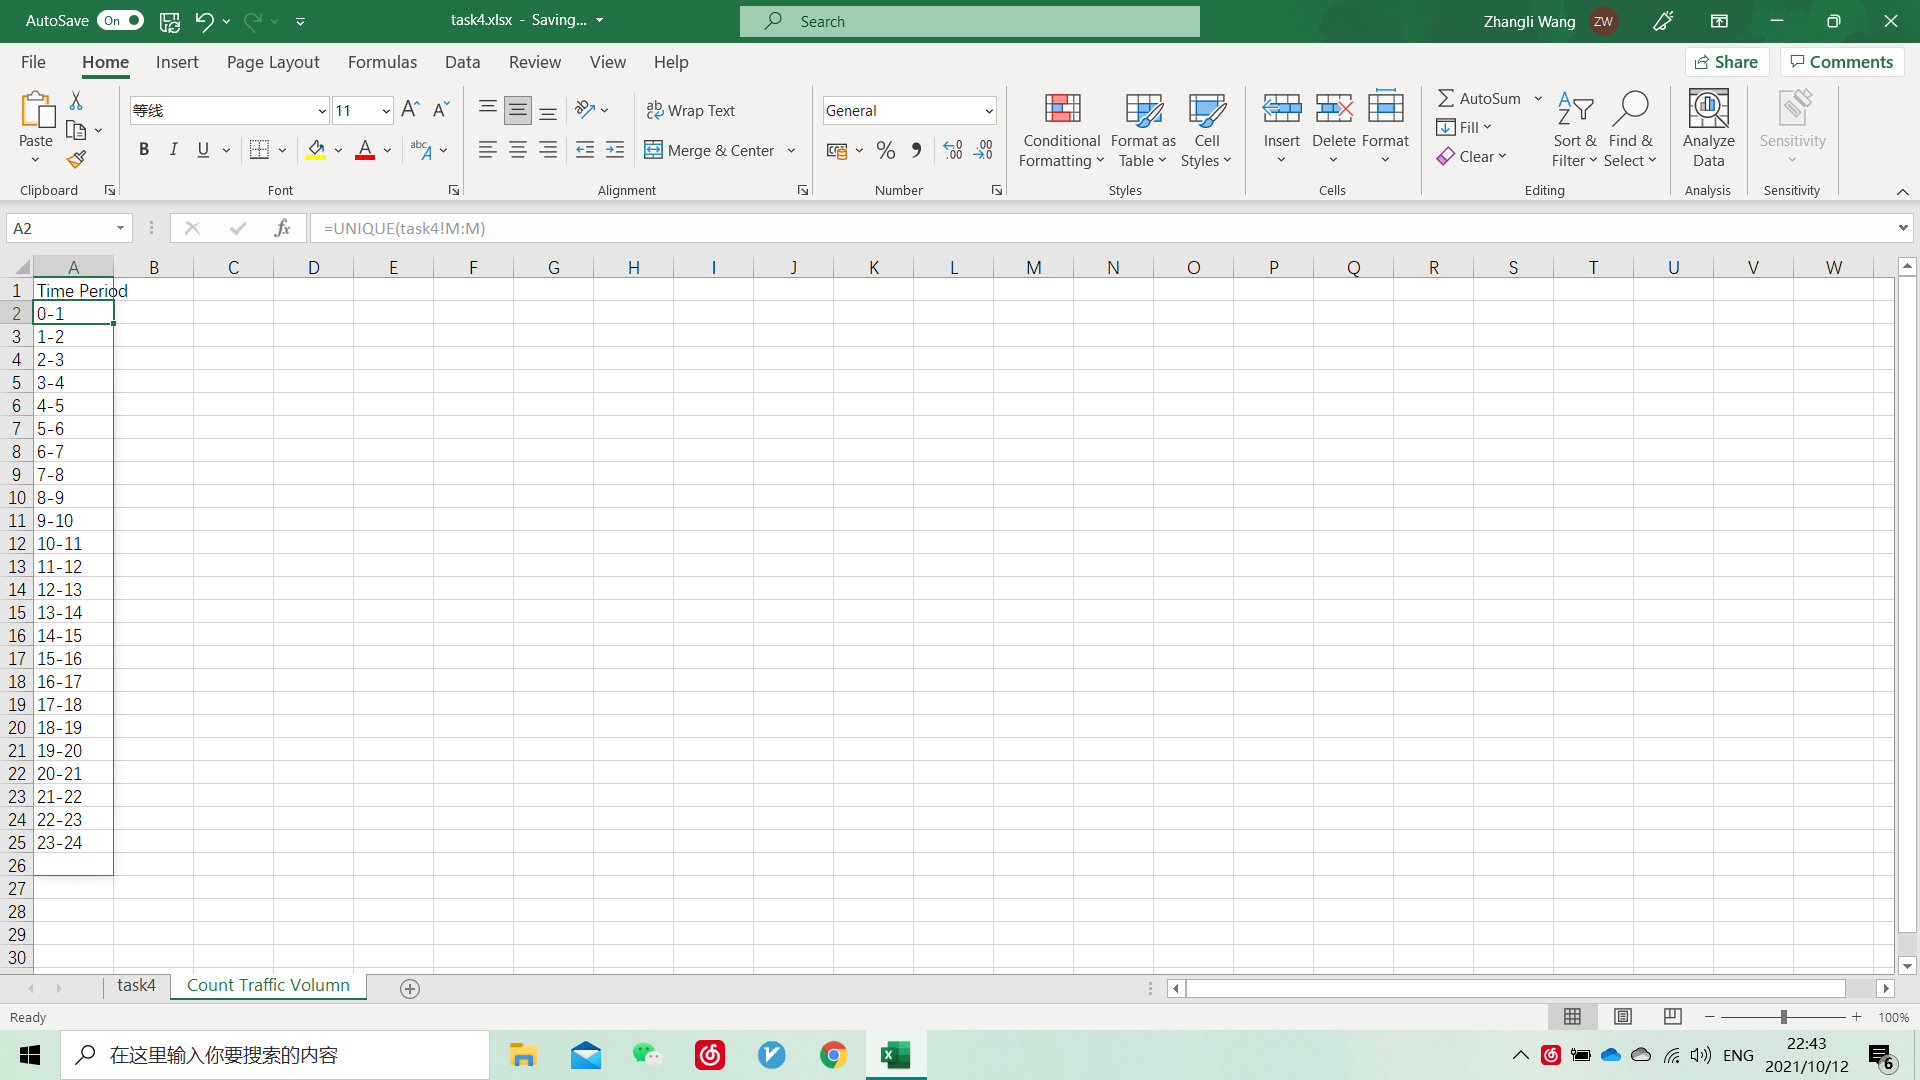 AutoSave On task4.xlsx - Saving... Search Zhangli Wang ZW
File Home Insert Page Layout Formulas Data Review View Help Share Comments
Paste
等线 11
B I U abc A
Wrap Text
Merge & Center
General
% .00
Conditional Formatting
Format as Table
Cell Styles
Insert Delete Format
AutoSum
Fill
Clear
Sort & Filter
Find & Select
Analyze Data
Sensitivity
Clipboard Font Alignment Number Styles Cells Editing Analysis Sensitivity
A2 fx =UNIQUE(task4!M:M)
A B C D E F G H I J K L M N O P Q R S T U V W
1 Time Period
2 0-1
3 1-2
4 2-3
5 3-4
6 4-5
7 5-6
8 6-7
9 7-8
10 8-9
11 9-10
12 10-11
13 11-12
14 12-13
15 13-14
16 14-15
17 15-16
18 16-17
19 17-18
20 18-19
21 19-20
22 20-21
23 21-22
24 22-23
25 23-24
26
27
28
29
30
task4 Count Traffic Volumn
Ready 100%
在这里输入你要搜索的内容 ENG 22:43
2021/10/12 6